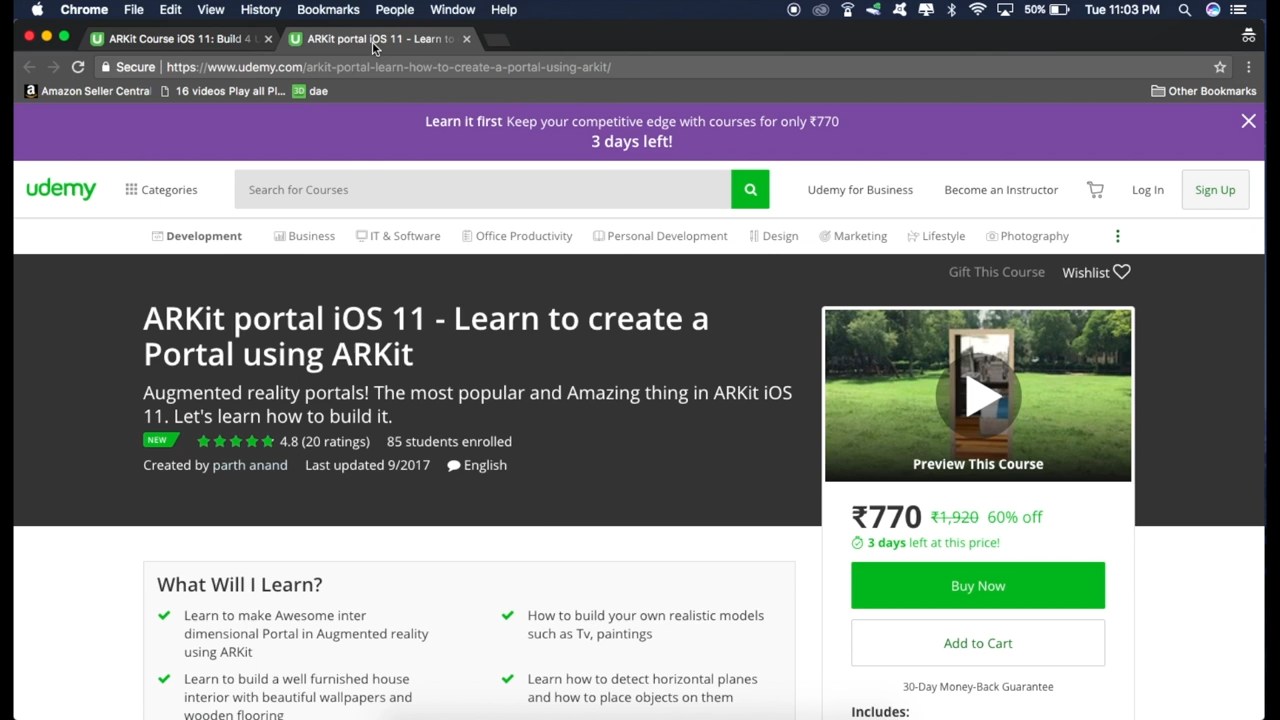 Chrome File Edit View History Bookmarks People Window Help 50% Tue 11:03 PM
ARKit Course iOS 11: Build 4 ARKit portal iOS 11 - Learn to
Secure https://www.udemy.com/arkit-portal-learn-how-to-create-a-portal-using-arkit/
Amazon Seller Central 16 videos Play all Pl... 3D dae Other Bookmarks
Learn it first Keep your competitive edge with courses for only ₹770
3 days left!
udemy Categories Search for Courses Udemy for Business Become an Instructor Log In Sign Up
Development Business IT & Software Office Productivity Personal Development Design Marketing Lifestyle Photography
Gift This Course Wishlist
ARKit portal iOS 11 - Learn to create a
Portal using ARKit
Augmented reality portals! The most popular and Amazing thing in ARKit iOS
11. Let's learn how to build it.
NEW 4.8 (20 ratings) 85 students enrolled
Created by parth anand Last updated 9/2017 English
Preview This Course
₹770 ₹1,920 60% off
3 days left at this price!
Buy Now
Add to Cart
30-Day Money-Back Guarantee
Includes:
What Will I Learn?
Learn to make Awesome inter
dimensional Portal in Augmented reality
using ARKit
How to build your own realistic models
such as Tv, paintings
Learn to build a well furnished house
interior with beautiful wallpapers and
wooden flooring
Learn how to detect horizontal planes
and how to place objects on them